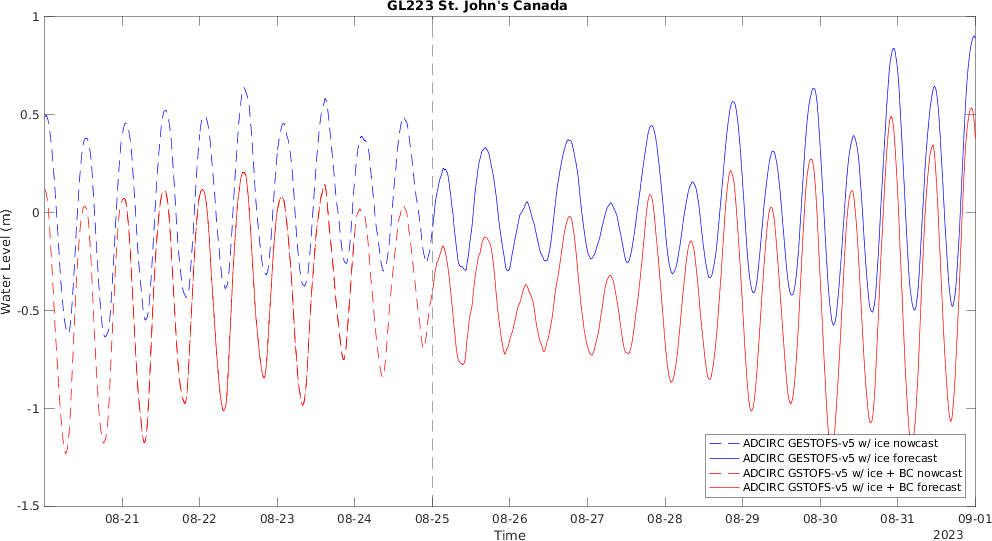 GL223 St. John's Canada
1
0.5
0
-0.5
-1
-1.5
Water Level (m)
08-21 08-22 08-23 08-24 08-25 08-26 08-27 08-28 08-29 08-30 08-31 09-01
2023
Time
ADCIRC GESTOFS-v5 w/ ice nowcast
ADCIRC GESTOFS-v5 w/ ice forecast
ADCIRC GSTOFS-v5 w/ ice + BC nowcast
ADCIRC GSTOFS-v5 w/ ice + BC forecast